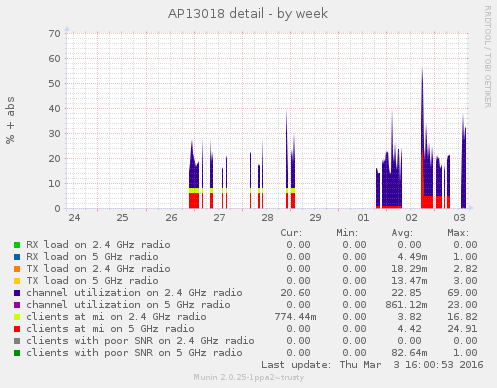 AP13018 detail - by week
RRDTOOL / TOBI OETIKER
% + abs
70
60
50
40
30
20
10
0
24 25 26 27 28 29 01 02 03
Cur: Min: Avg: Max:
RX load on 2.4 GHz radio 0.00 0.00 0.00 0.00
RX load on 5 GHz radio 0.00 0.00 4.49m 1.00
TX load on 2.4 GHz radio 0.00 0.00 18.29m 2.82
TX load on 5 GHz radio 0.00 0.00 13.47m 3.00
channel utilization on 2.4 GHz radio 20.60 0.00 22.85 69.00
channel utilization on 5 GHz radio 0.00 0.00 861.12m 23.00
clients at mi on 2.4 GHz radio 774.44m 0.00 3.82 16.82
clients at mi on 5 GHz radio 0.00 0.00 4.42 24.91
clients with poor SNR on 2.4 GHz radio 0.00 0.00 0.00 0.00
clients with poor SNR on 5 GHz radio 0.00 0.00 82.64m 1.00
Last update: Thu Mar 3 16:00:53 2016
Munin 2.0.25-1ppa2~trusty